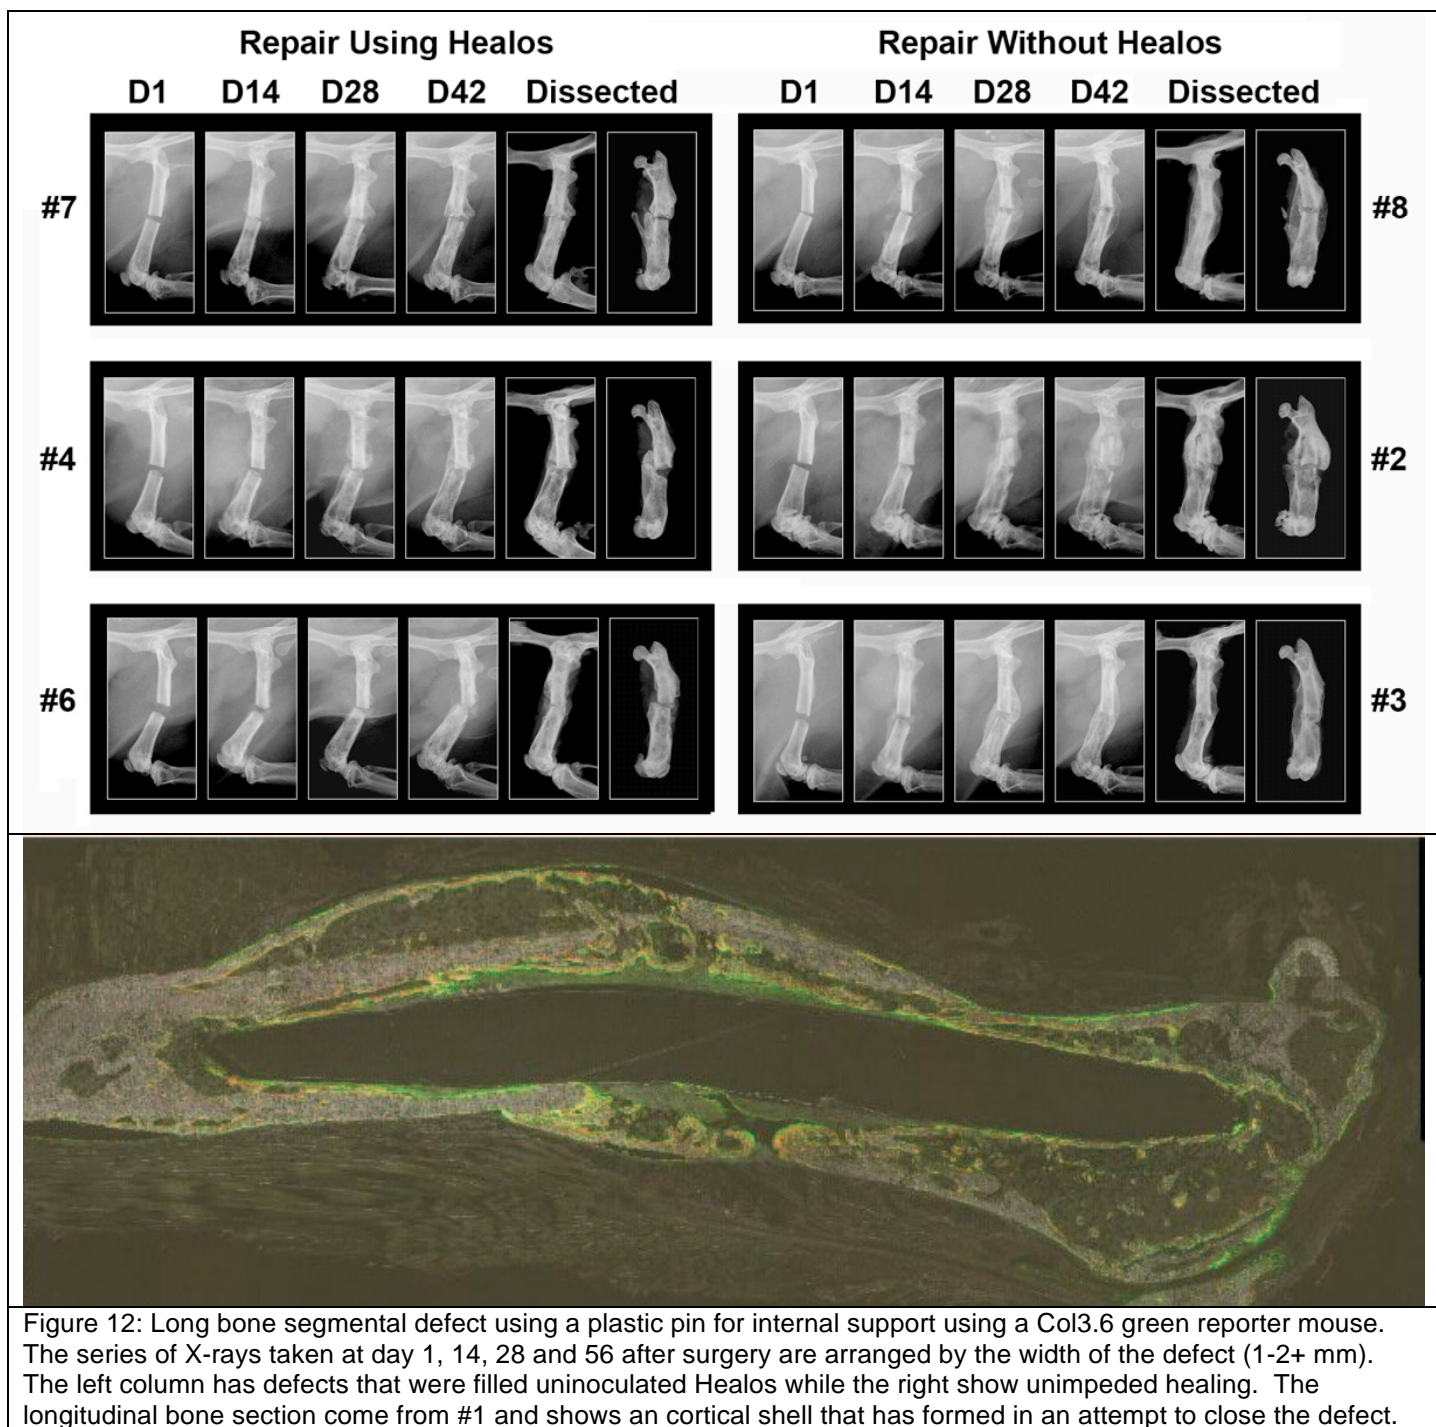 Repair Using Healos Repair Without Healos
D1 D14 D28 D42 Dissected D1 D14 D28 D42 Dissected
#7 #8
#4 #2
#6 #3
Figure 12: Long bone segmental defect using a plastic pin for internal support using a Col3.6 green reporter mouse.
The series of X-rays taken at day 1, 14, 28 and 56 after surgery are arranged by the width of the defect (1-2+ mm).
The left column has defects that were filled uninoculated Healos while the right show unimpeded healing. The
longitudinal bone section come from #1 and shows an cortical shell that has formed in an attempt to close the defect.